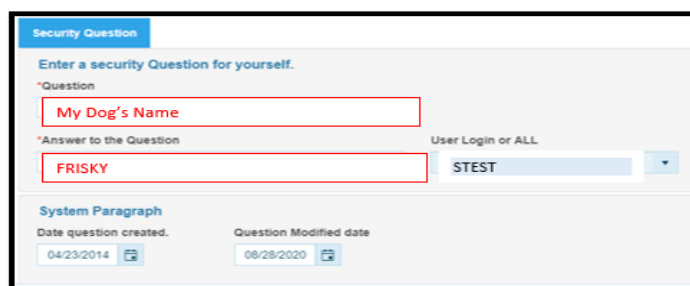 Security Question
Enter a security Question for yourself.
*Question
My Dog's Name
*Answer to the Question User Login or ALL
FRISKY STEST
System Paragraph
Date question created. Question Modified date
04/23/2014 08/28/2020